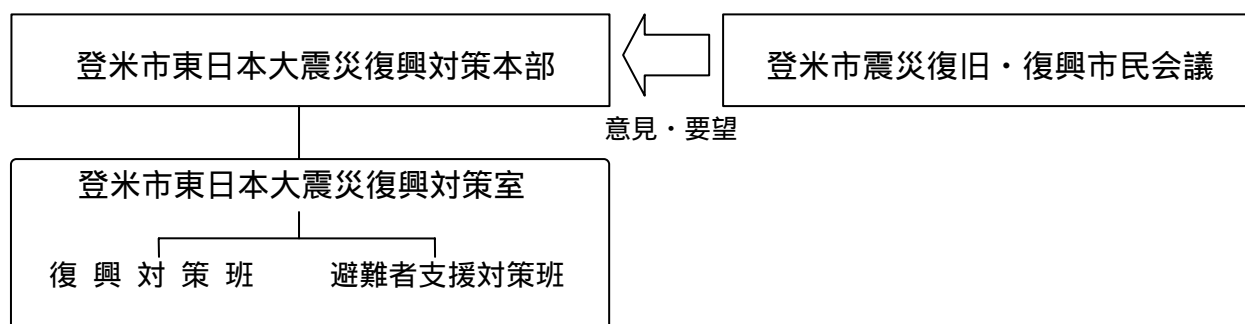 登米市東日本大震災復興対策本部
登米市震災復旧・復興市民会議
意見・要望
登米市東日本大震災復興対策室
復興対策班
避難者支援対策班